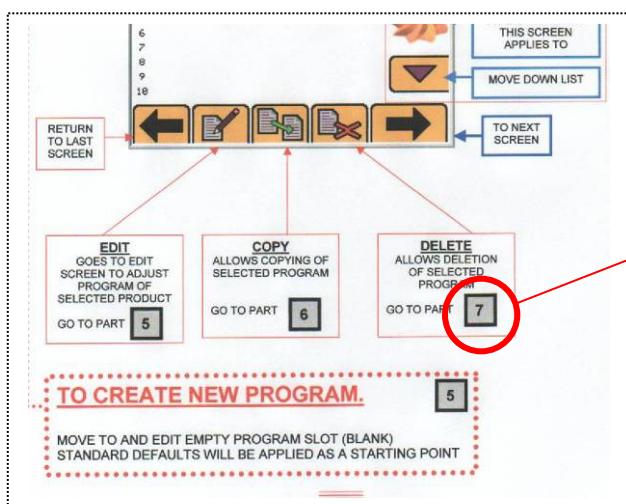 6
7
8
9
10
THIS SCREEN
APPLIES TO
MOVE DOWN LIST
RETURN
TO LAST
SCREEN
TO NEXT
SCREEN
EDIT
GOES TO EDIT
SCREEN TO ADJUST
PROGRAM OF
SELECTED PRODUCT
GO TO PART 5
COPY
ALLOWS COPYING OF
SELECTED PROGRAM
GO TO PART 6
DELETE
ALLOWS DELETION
OF SELECTED
PROGRAM
GO TO PART 7
TO CREATE NEW PROGRAM. 5
MOVE TO AND EDIT EMPTY PROGRAM SLOT (BLANK)
STANDARD DEFAULTS WILL BE APPLIED AS A STARTING POINT